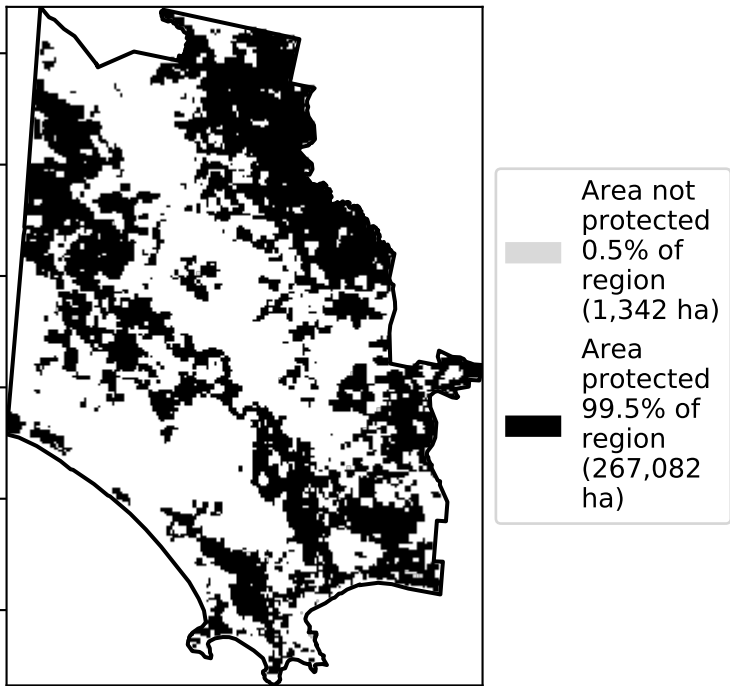 Area not
protected
0.5% of
region
(1,342 ha)
Area
protected
99.5% of
region
(267,082
ha)